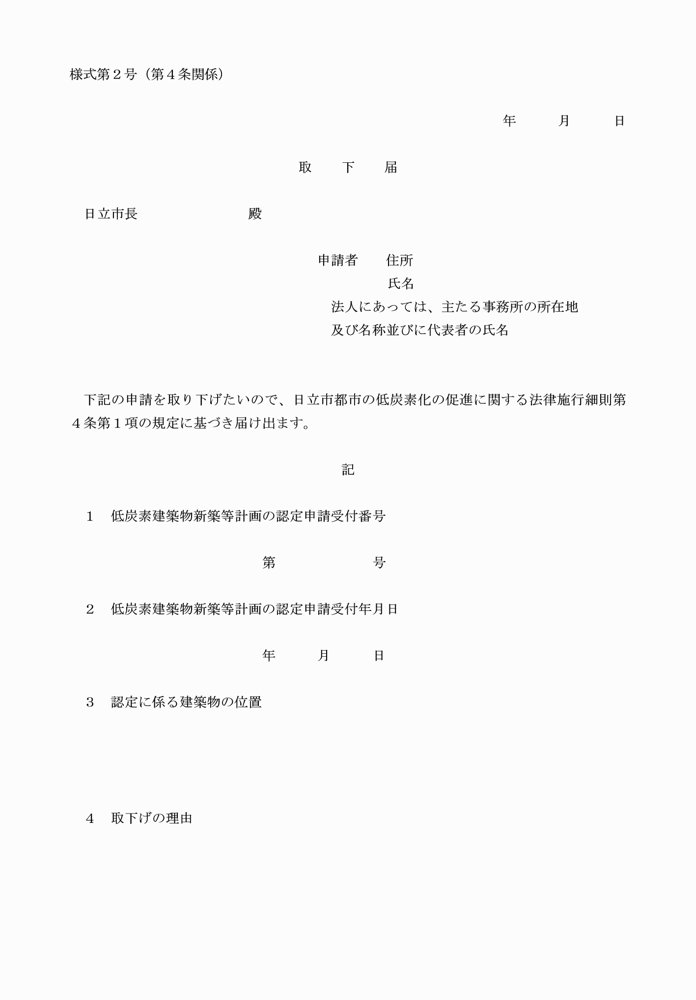 様式第２号（第４条関係）
年　　　月　　　日
取　　下　　届
日立市長　　　　　　　　殿
申請者　　住所
氏名
法人にあっては、主たる事務所の所在地
及び名称並びに代表者の氏名
下記の申請を取り下げたいので、日立市都市の低炭素化の促進に関する法律施行細則第
４条第１項の規定に基づき届け出ます。
記
１　低炭素建築物新築等計画の認定申請受付番号
第　　　　　　　号
２　低炭素建築物新築等計画の認定申請受付年月日
年　　　月　　　日
３　認定に係る建築物の位置
４　取下げの理由